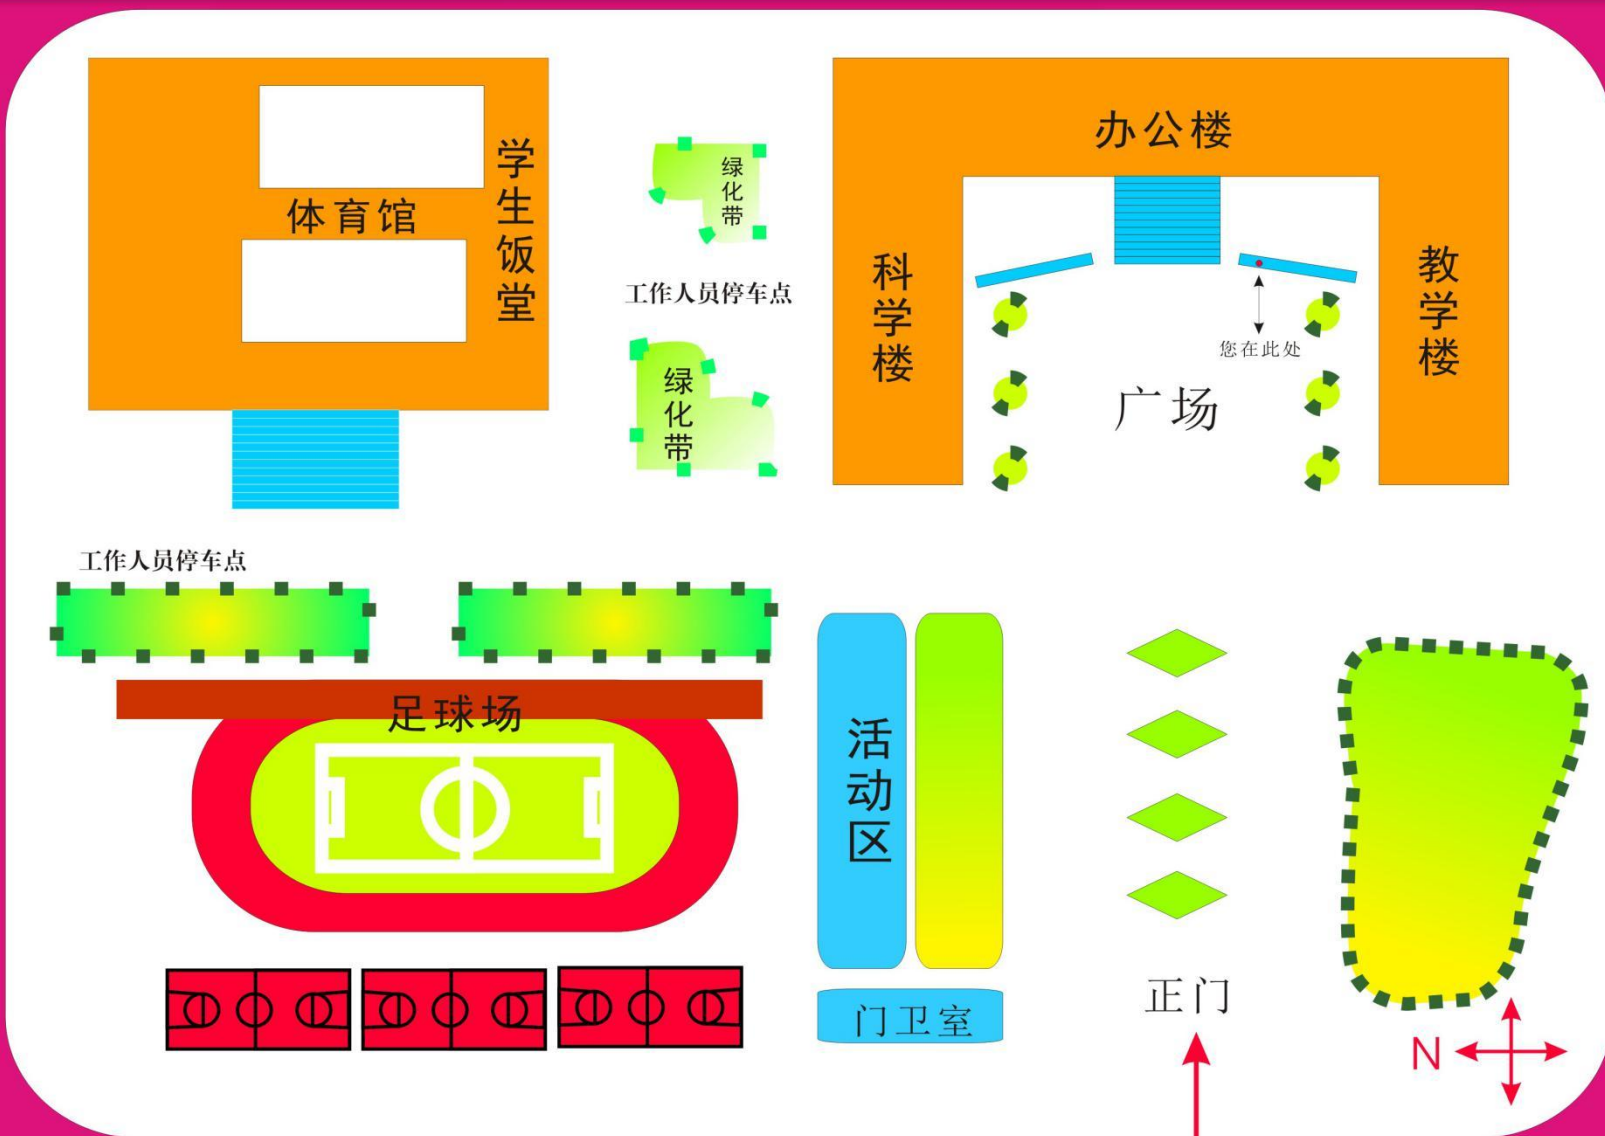 办公楼
学生饭堂
体育馆
绿化带
工作人员停车点
绿化带
科学楼
教学楼
您在此处
广场
工作人员停车点
足球场
活动区
正门
门卫室
N